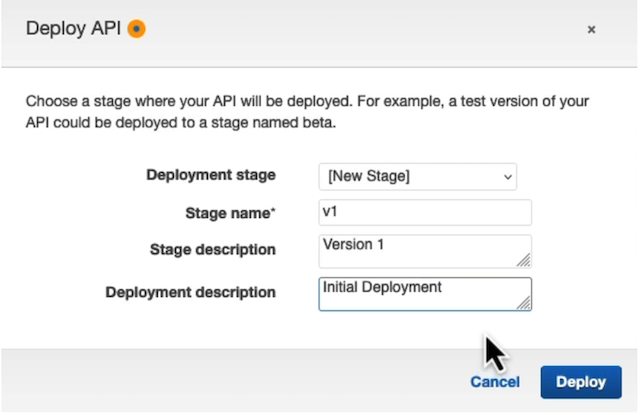 Deploy API
×
Choose a stage where your API will be deployed. For example, a test version of your
API could be deployed to a stage named beta.
Deployment stage [New Stage]
Stage name* v1
Stage description Version 1
Deployment description Initial Deployment
Cancel Deploy